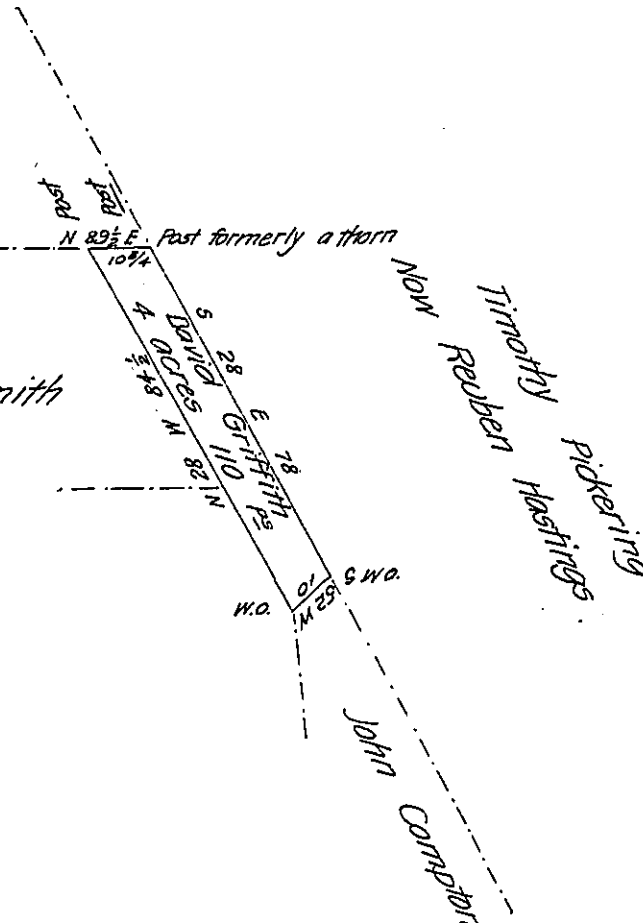 Post
Post
N 89½ E
Post formerly a thorn
10¾
S 28 E 78
David Griffith
4 acres 110 ps
N 28 W 84½
mith
S 52 W
10
W.O.
W.O.
Timothy Pickering
Now Reuben Hastings
John Compton